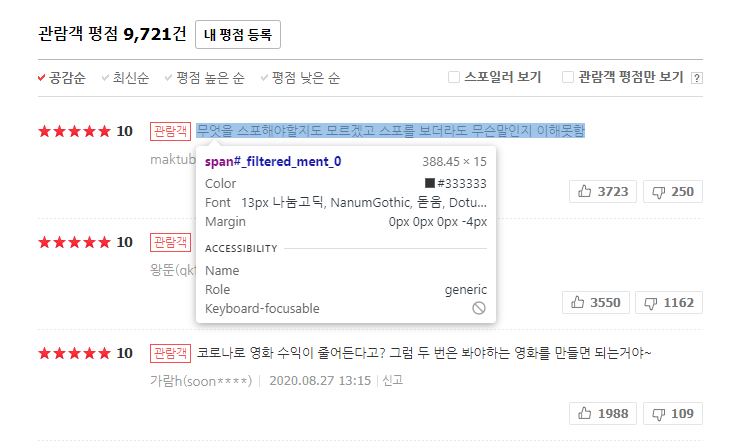 관람객 평점 9,721건 내 평점 등록
공감순 최신순 평점 높은 순 평점 낮은 순 스포일러 보기 관람객 평점만 보기 ?
10 관람객 무엇을 스포해야할지도 모르겠고 스포를 보더라도 무슨말인지 이해못함
maktub
span#_filtered_ment_0 388.45 × 15
Color #333333
Font 13px 나눔고딕, NanumGothic, 돋움, Dotu...
Margin 0px 0px 0px -4px
ACCESSIBILITY
Name
Role generic
Keyboard-focusable
3723 250
10 관람객
왕뚠(qkf
3550 1162
10 관람객 코로나로 영화 수익이 줄어든다고? 그럼 두 번은 봐야하는 영화를 만들면 되는거야~
가람h(soon****) 2020.08.27 13:15 신고
1988 109